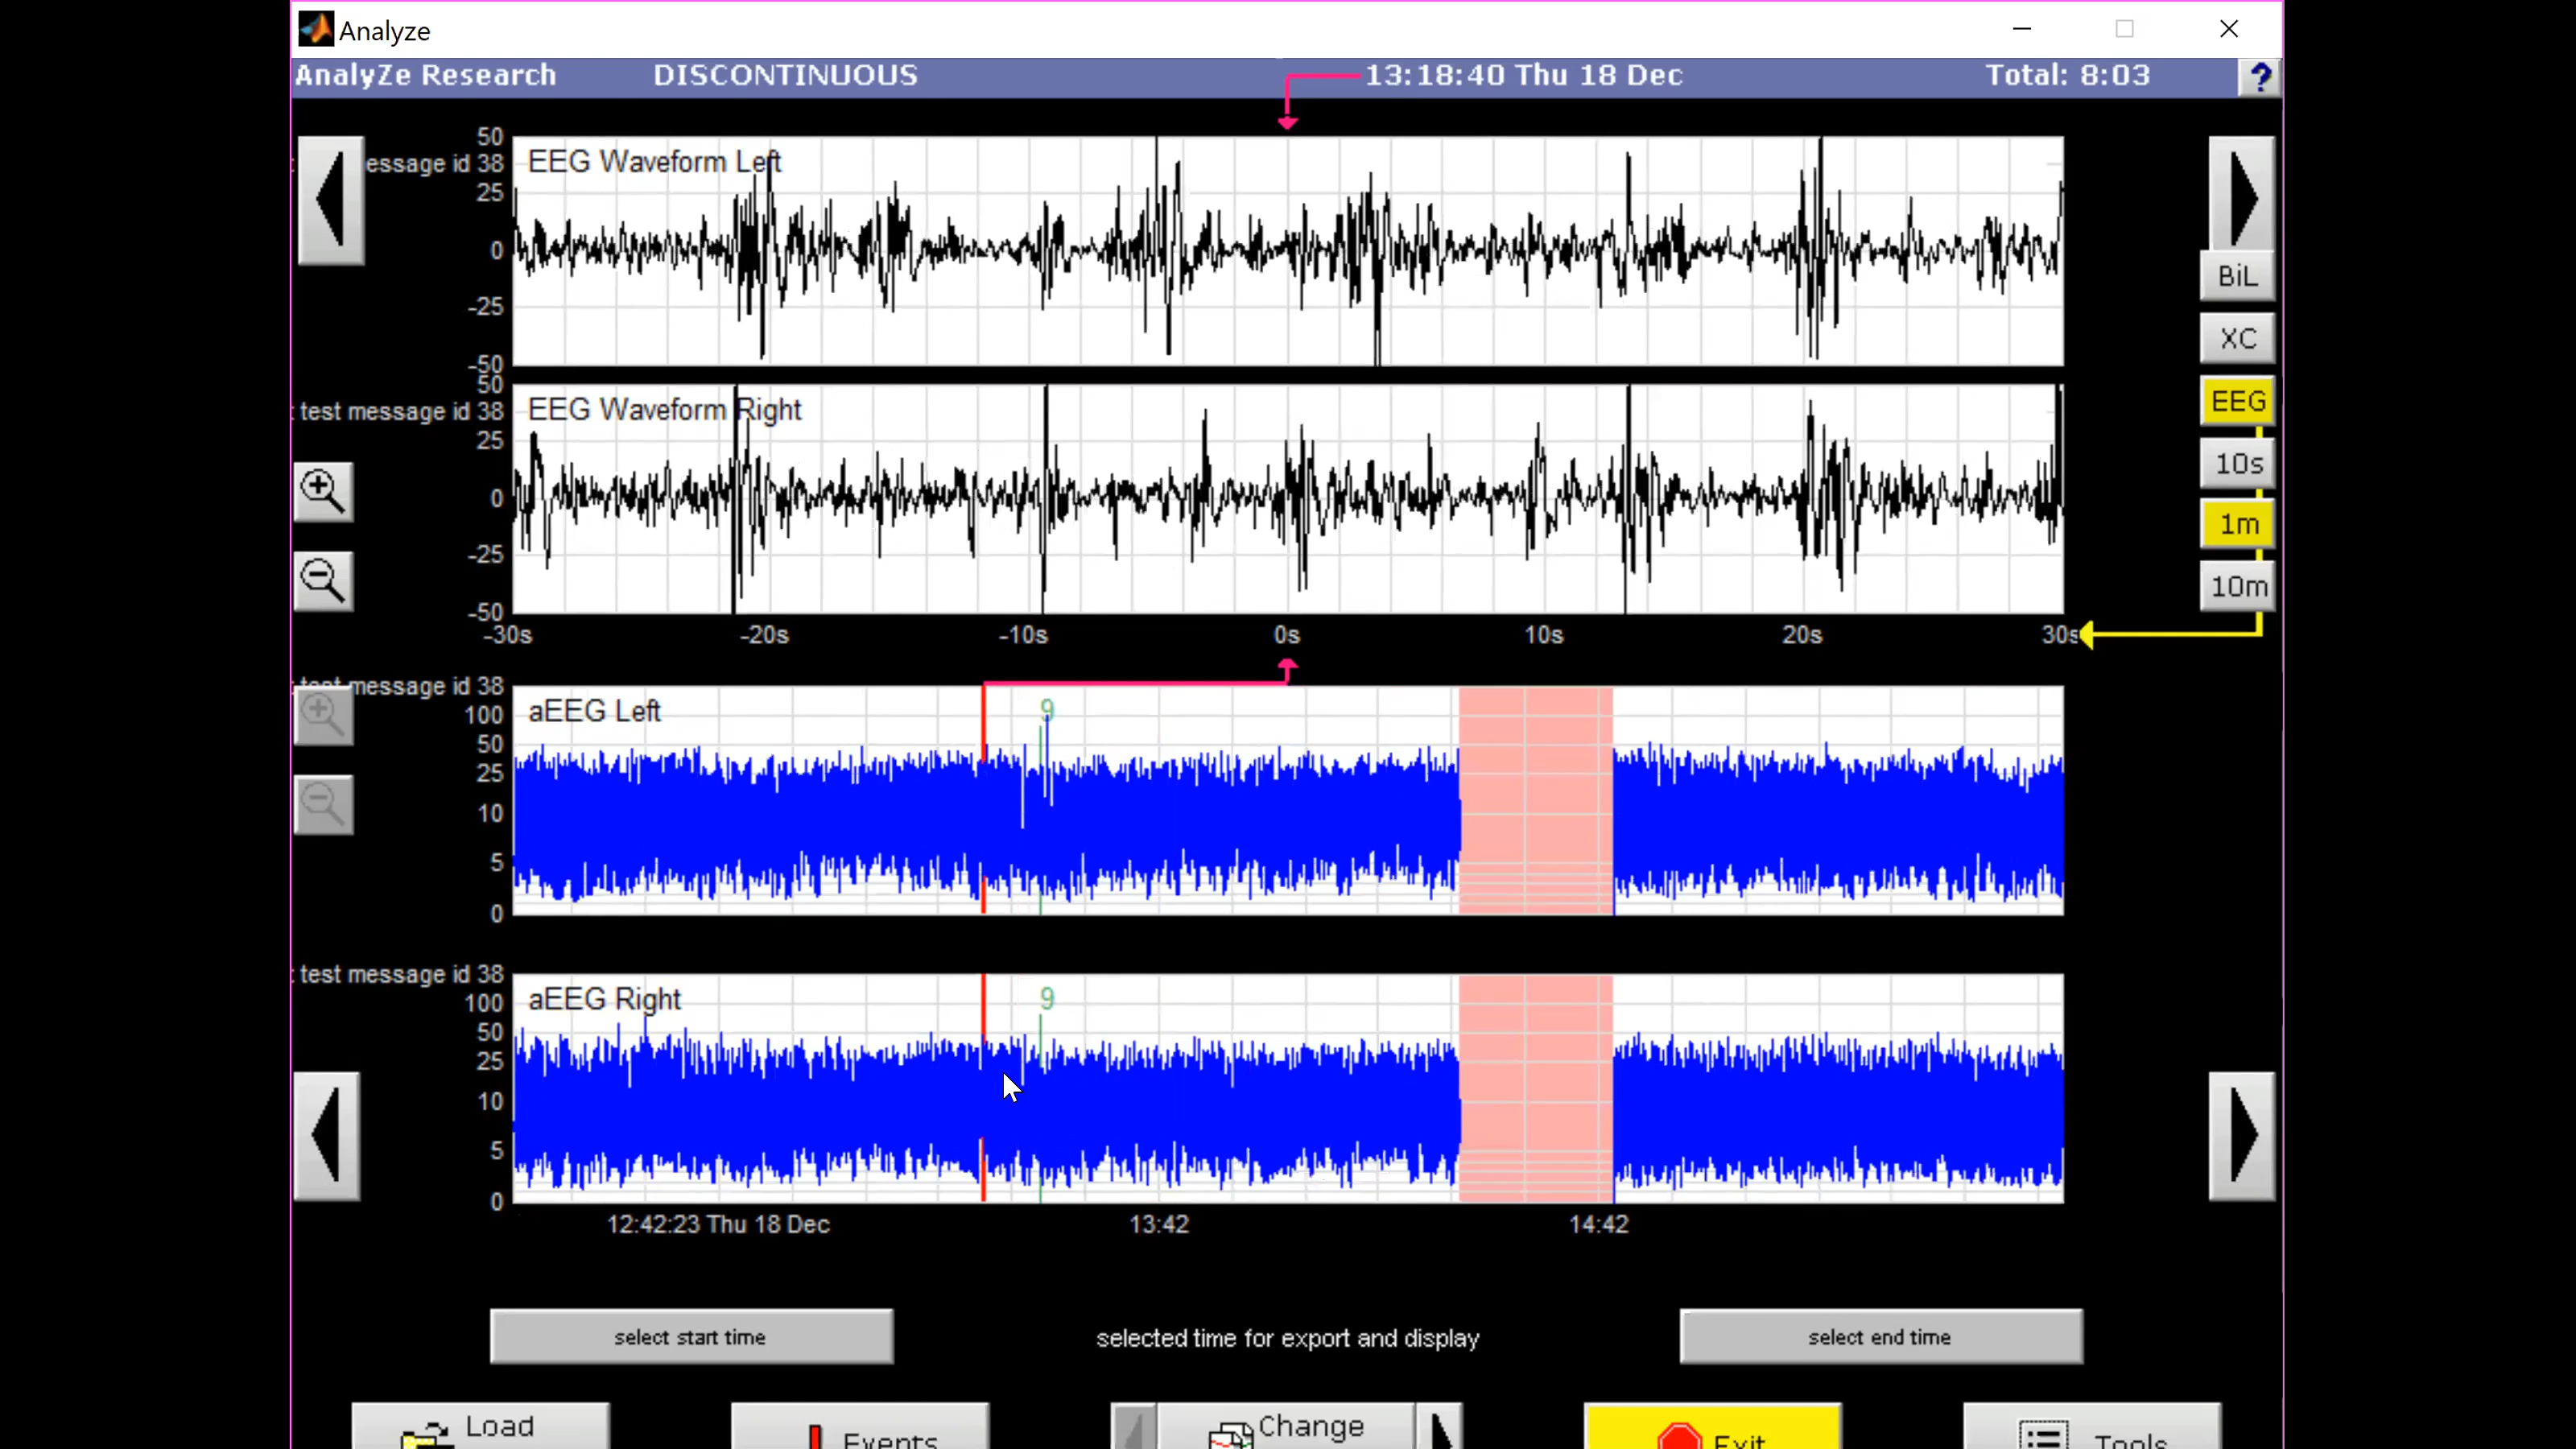 Analyze
AnalyZe Research DISCONTINUOUS 13:18:40 Thu 18 Dec Total: 8:03 ?
50
essage id 38 EEG Waveform Left
25
0
-25
-50
BiL
XC
EEG
10s
1m
10m
50
: test message id 38 EEG Waveform Right
25
0
-25
-50
-30s -20s -10s 0s 10s 20s 30s
: test message id 38
aEEG Left 9
100
50
25
10
5
0
: test message id 38
aEEG Right 9
100
50
25
10
5
0
12:42:23 Thu 18 Dec 13:42 14:42
select start time selected time for export and display select end time
Load Events Change Exit Tools